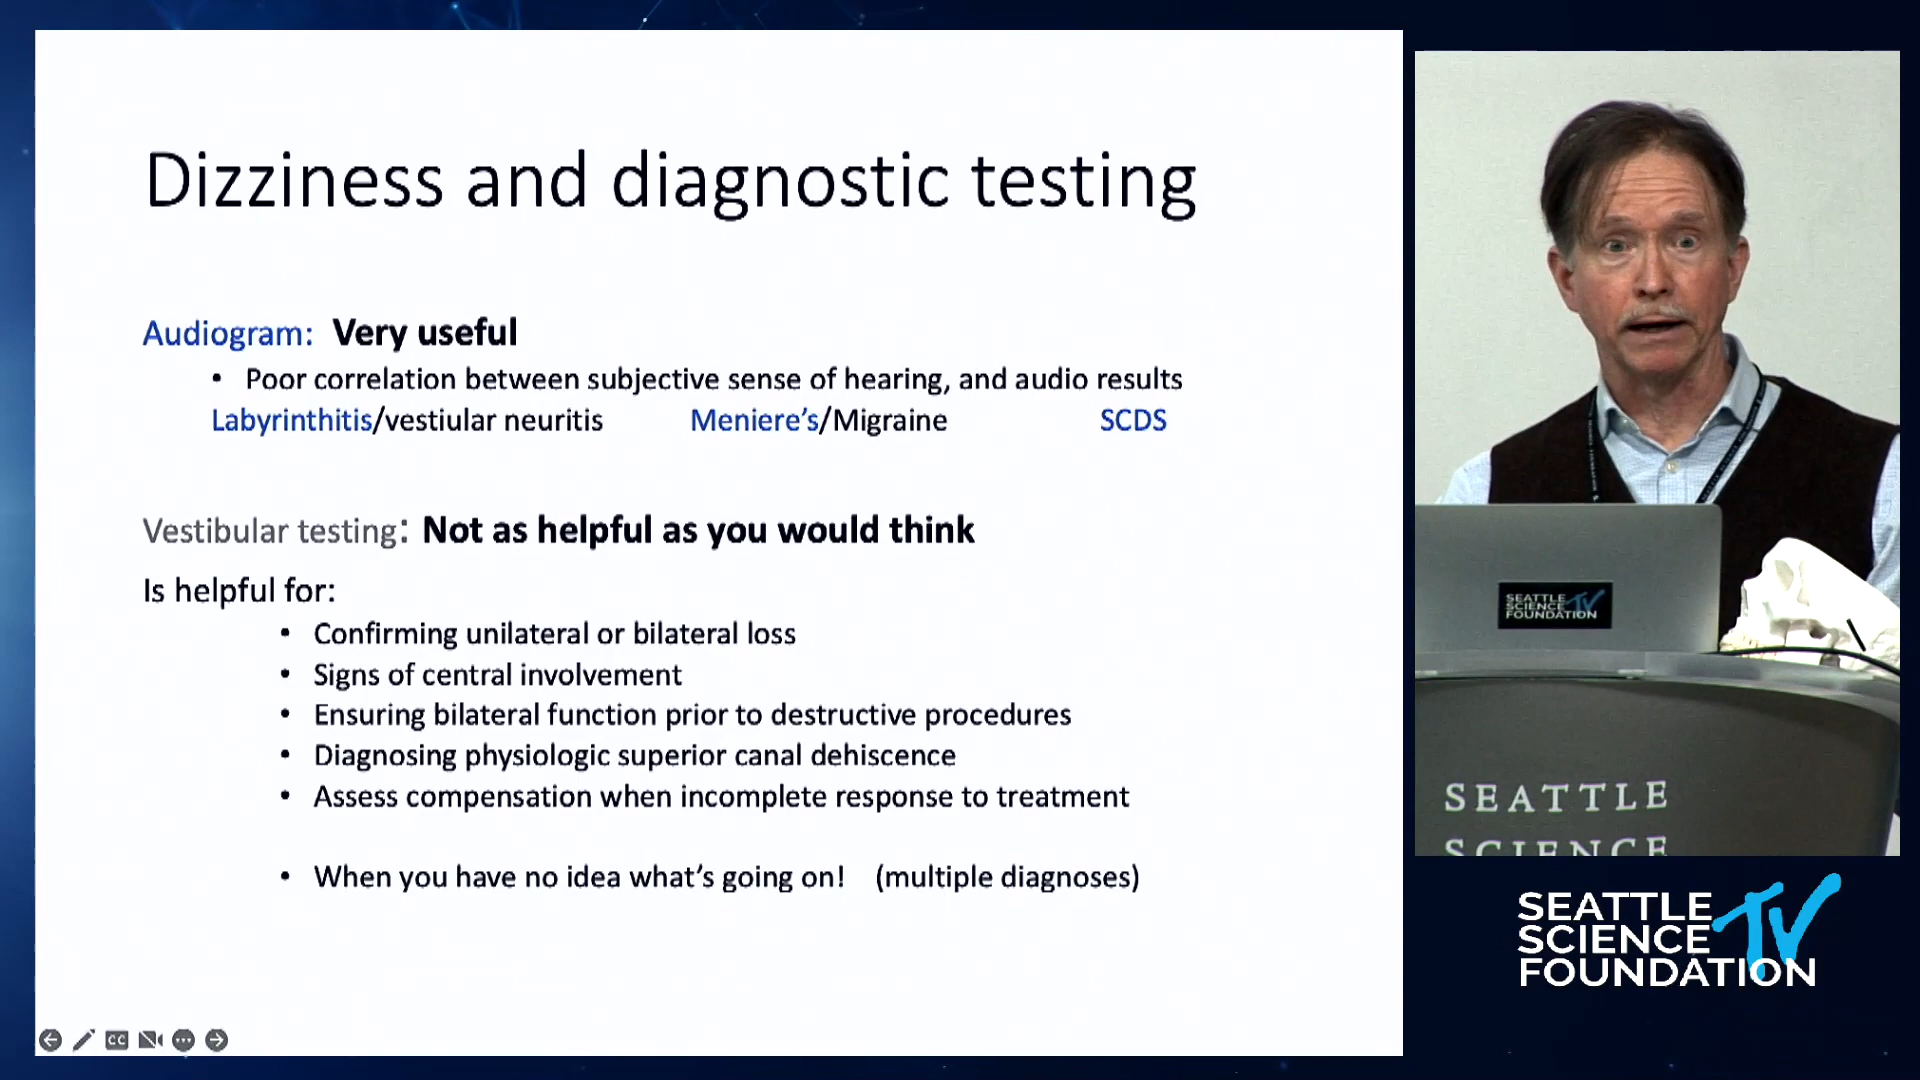 Dizziness and diagnostic testing
Audiogram: Very useful
• Poor correlation between subjective sense of hearing, and audio results
Labyrinthitis/vestiular neuritis Meniere's/Migraine SCDS
Vestibular testing: Not as helpful as you would think
Is helpful for:
• Confirming unilateral or bilateral loss
• Signs of central involvement
• Ensuring bilateral function prior to destructive procedures
• Diagnosing physiologic superior canal dehiscence
• Assess compensation when incomplete response to treatment
• When you have no idea what's going on! (multiple diagnoses)
CC
SEATTLE
SCIENCE TV
FOUNDATION
SEATTLE
SCIENCE
SEATTLE
SCIENCE TV
FOUNDATION